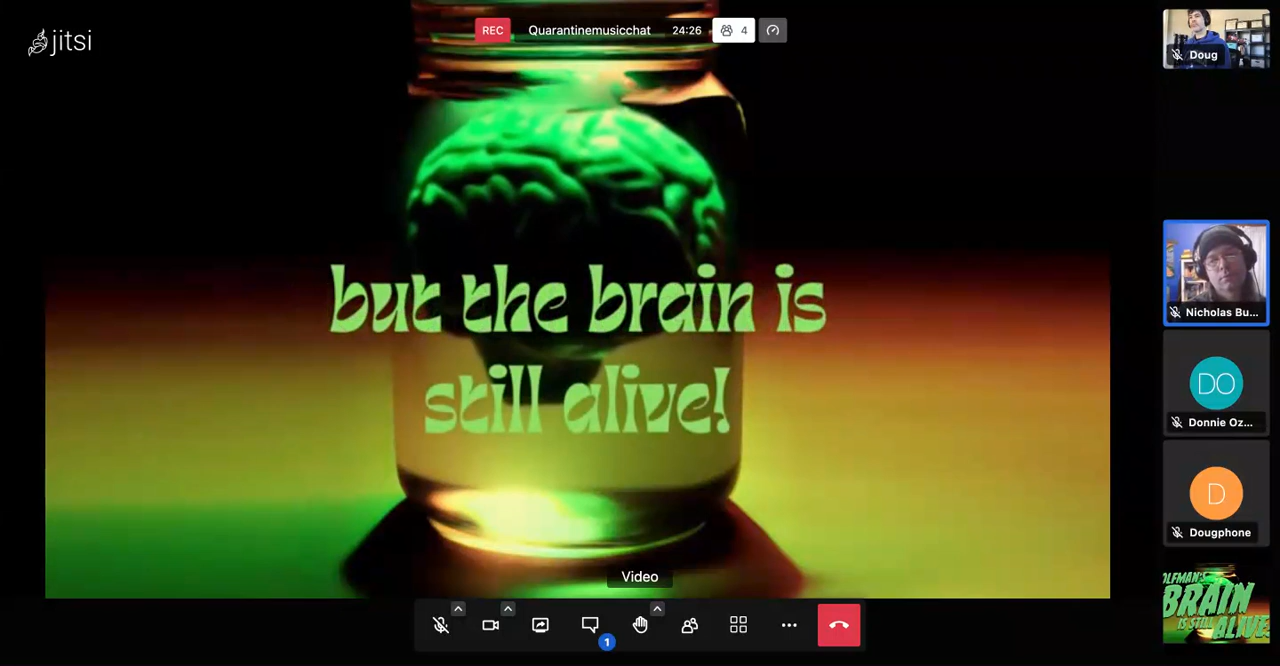 jitsi
REC Quarantinemusicchat 24:26 4
Doug
but the brain is
still alive!
Nicholas Bu...
DO
Donnie Oz...
D
Dougphone
Video
1
OLFMAN'S
BRAIN
IS STILL ALIVE